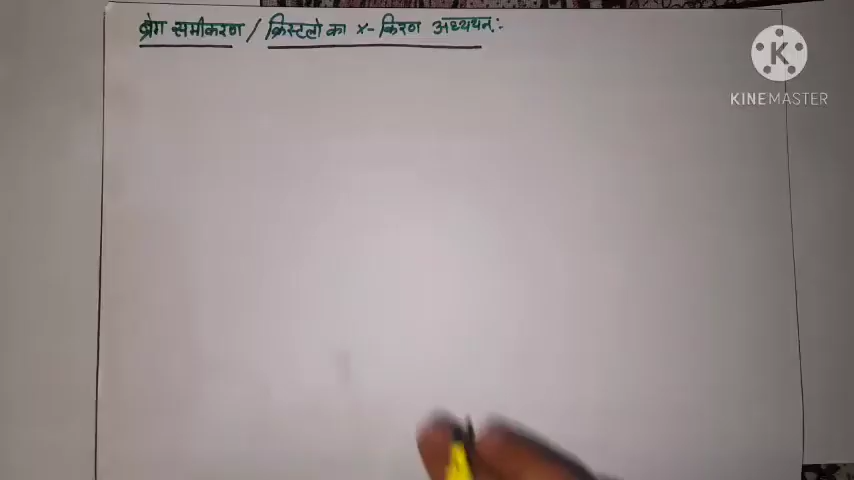 ब्रेग समीकरण / क्रिस्टलो का x- किरण अध्ययन:-
KINEMASTER